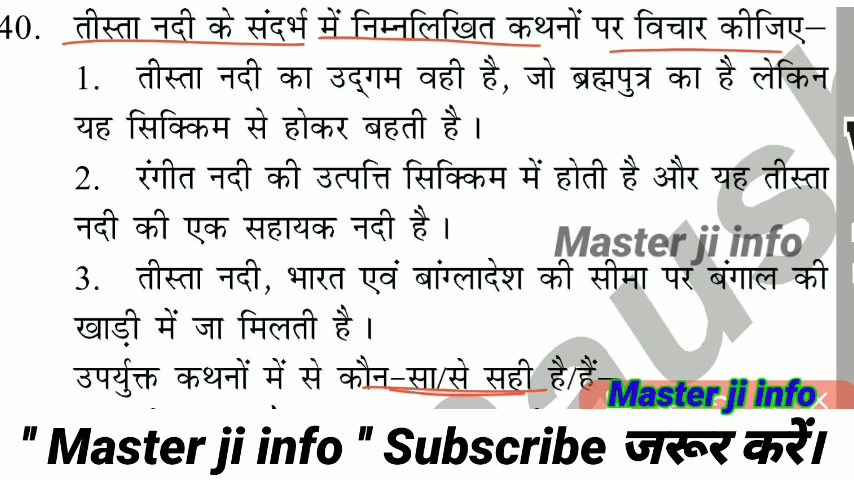 40. तीस्ता नदी के संदर्भ में निम्नलिखित कथनों पर विचार कीजिए–
1. तीस्ता नदी का उद्गम वही है, जो ब्रह्मपुत्र का है लेकिन
यह सिक्किम से होकर बहती है।
2. रंगीत नदी की उत्पत्ति सिक्किम में होती है और यह तीस्ता
नदी की एक सहायक नदी है।
Master ji info
3. तीस्ता नदी, भारत एवं बांग्लादेश की सीमा पर बंगाल की
खाड़ी में जा मिलती है।
उपर्युक्त कथनों में से कौन-सा/से सही है/हैं–
Master ji info
" Master ji info " Subscribe जरूर करें।